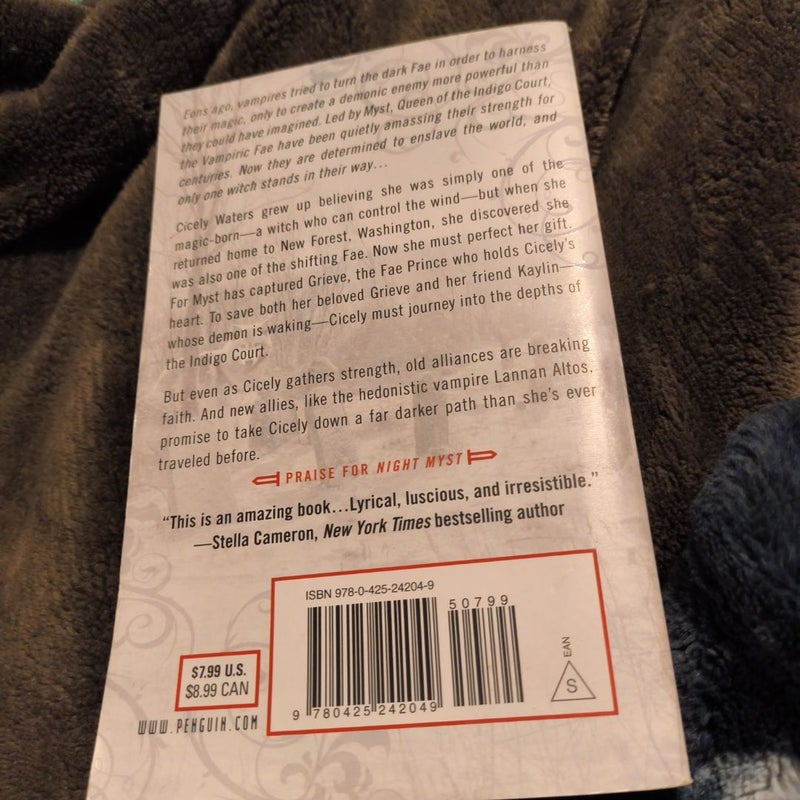 Eons ago, vampires tried to turn the dark Fae in order to harness
their magic, only to create a demonic enemy more powerful than
they could have imagined. Led by Myst, Queen of the Indigo Court,
the Vampiric Fae have been quietly amassing their strength for
centuries. Now they are determined to enslave the world, and
only one witch stands in their way...
Cicely Waters grew up believing she was simply one of the
magic-born—a witch who can control the wind—but when she
returned home to New Forest, Washington, she discovered she
was also one of the shifting Fae. Now she must perfect her gift.
For Myst has captured Grieve, the Fae Prince who holds Cicely's
heart. To save both her beloved Grieve and her friend Kaylin—
whose demon is waking—Cicely must journey into the depths of
the Indigo Court.
But even as Cicely gathers strength, old alliances are breaking
faith. And new allies, like the hedonistic vampire Lannan Altos,
promise to take Cicely down a far darker path than she's ever
traveled before.
PRAISE FOR NIGHT MYST
“This is an amazing book...Lyrical, luscious, and irresistible.”
—Stella Cameron, New York Times bestselling author
ISBN 978-0-425-24204-9
50799
EAN
S
$7.99 U.S.
$8.99 CAN
9 780425 242049
WWW.PENGUIN.COM